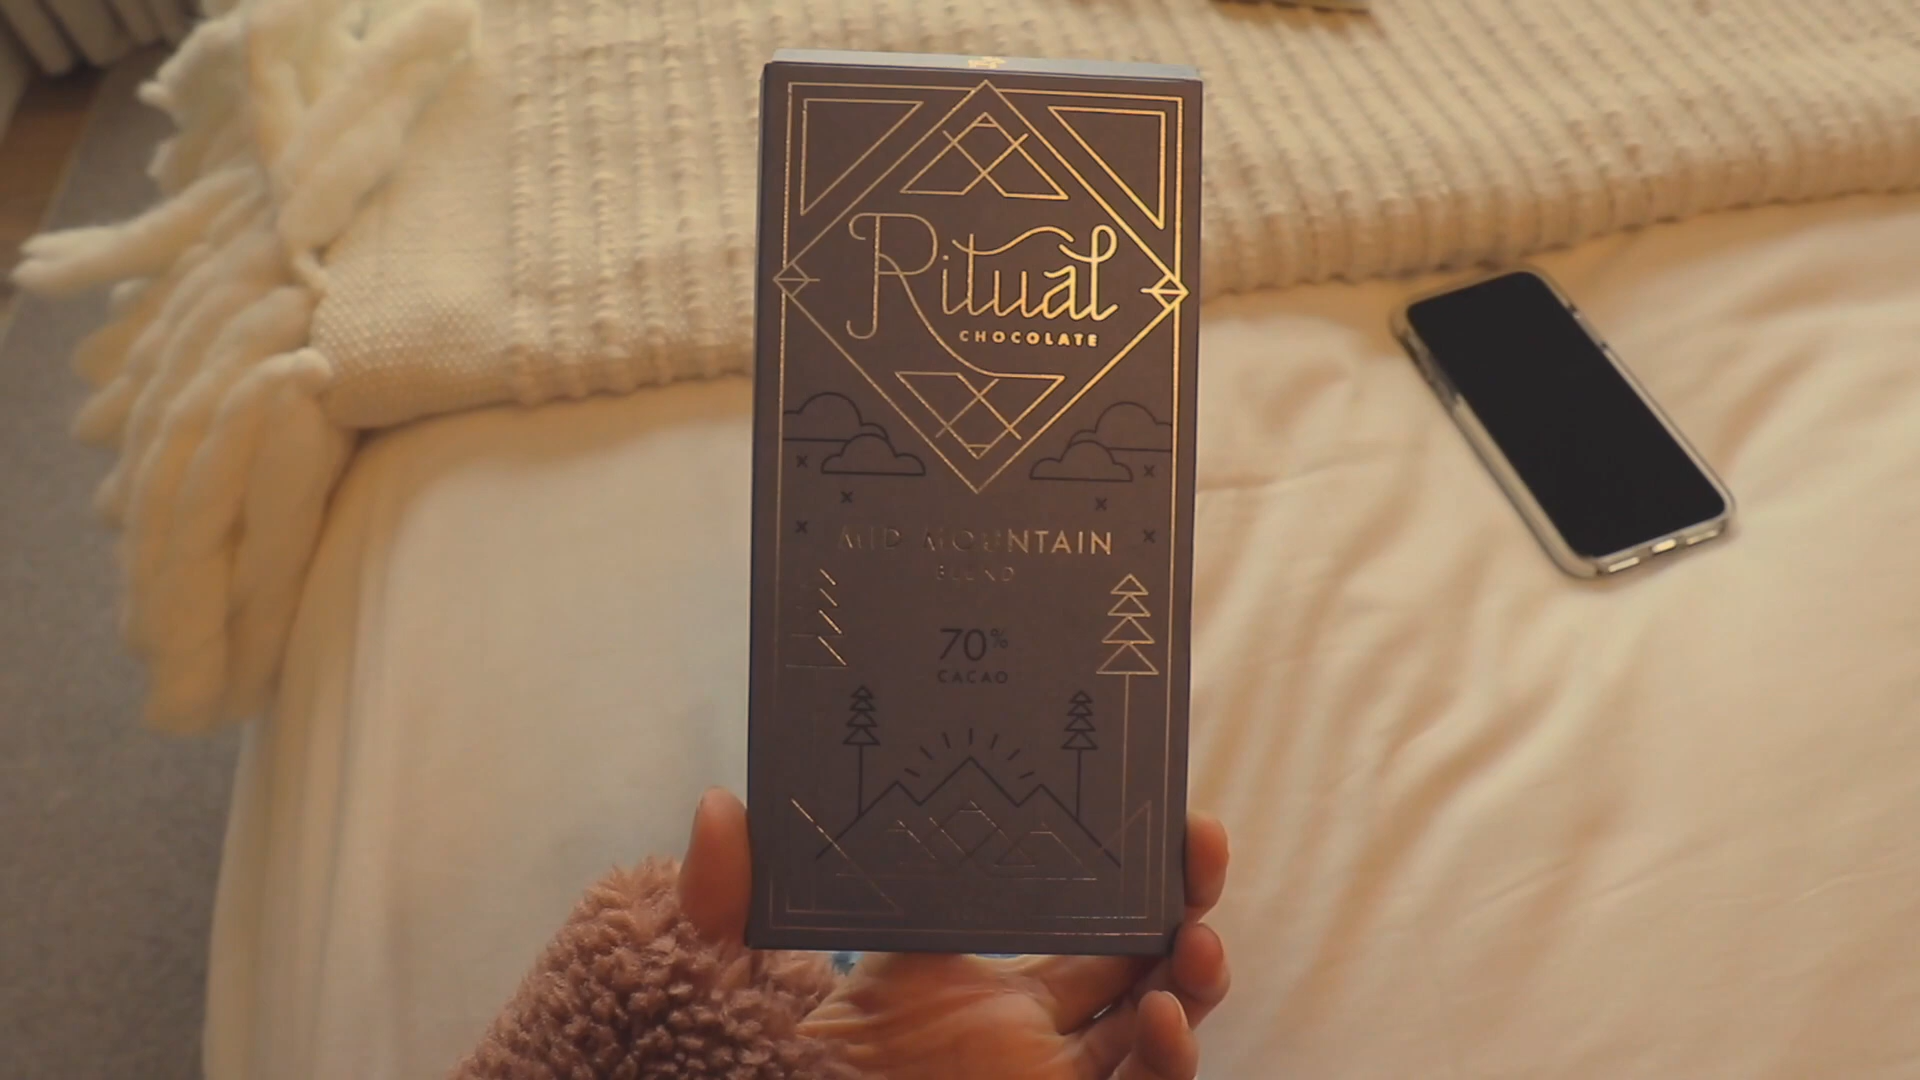 Ritual
CHOCOLATE
MID MOUNTAIN
BLEND
70%
CACAO